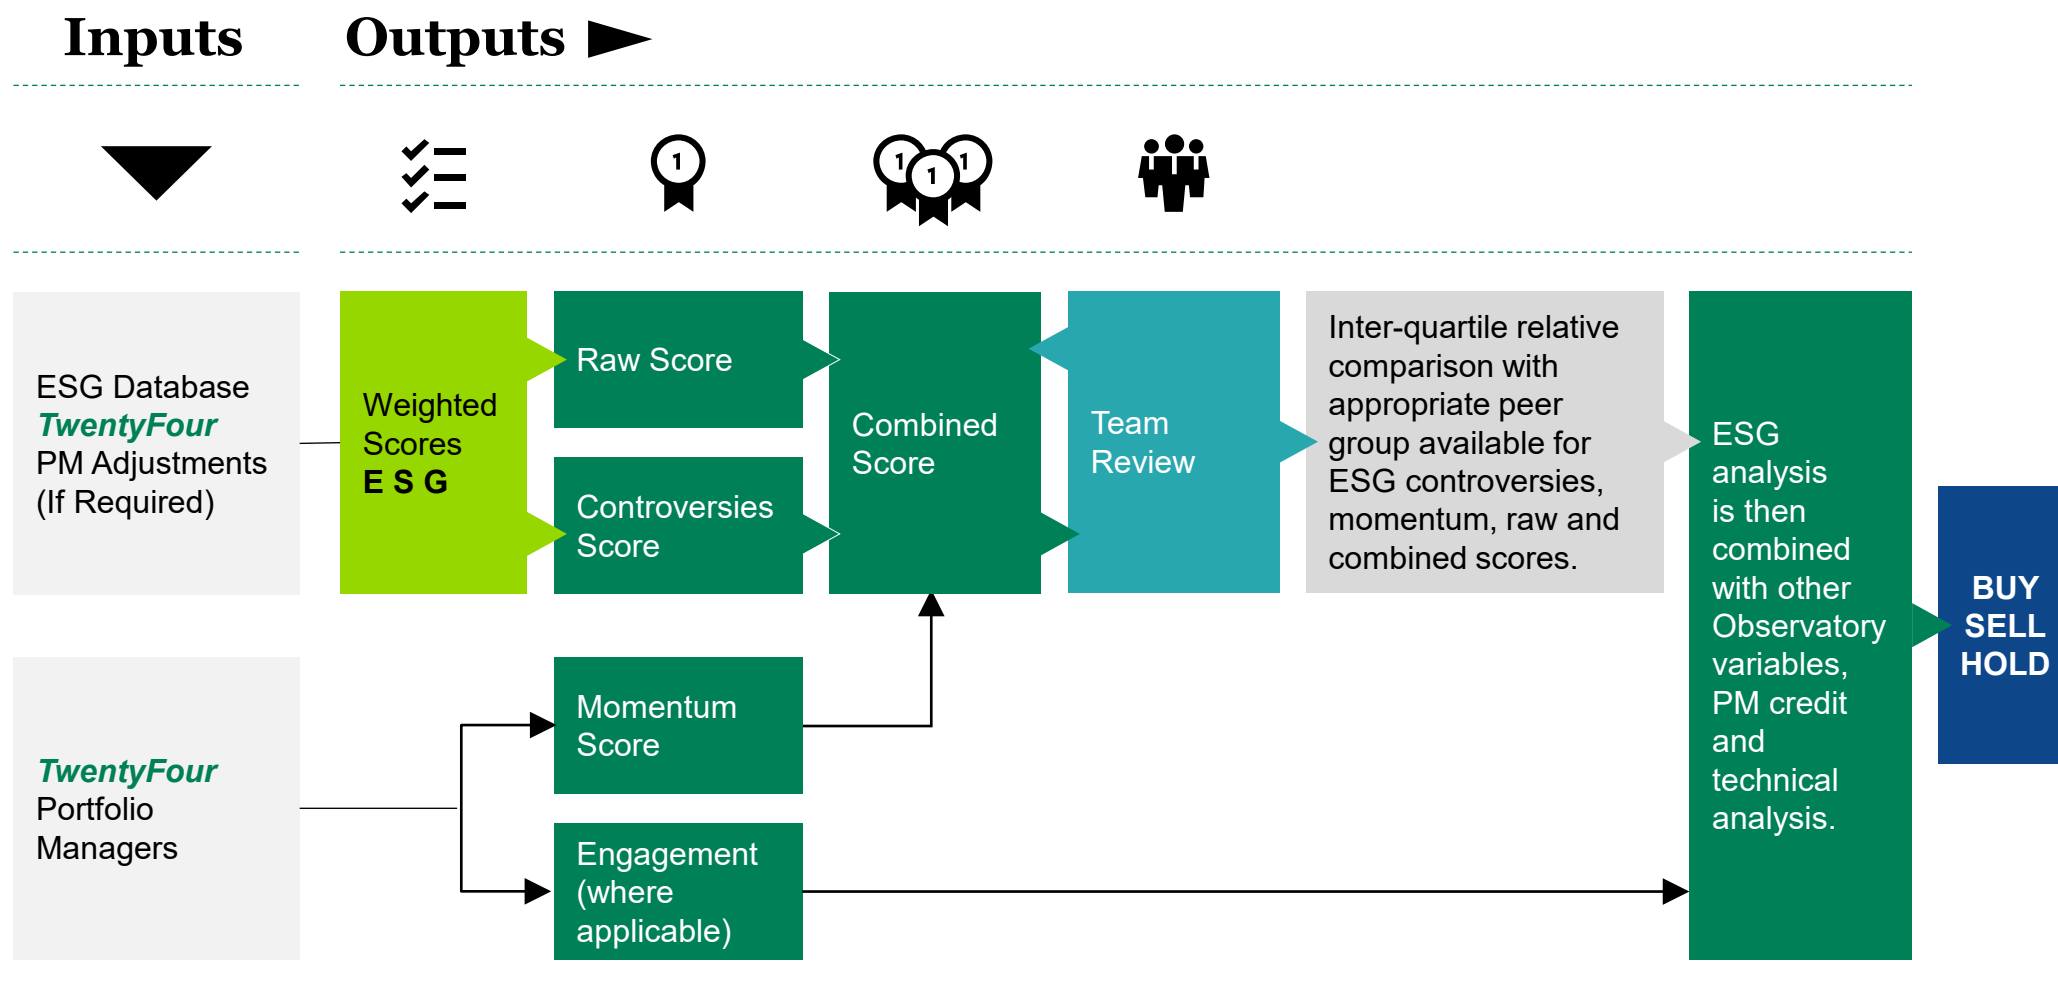 Inputs
Outputs
1
1
1
1
ESG Database
TwentyFour
PM Adjustments
(If Required)
Weighted
Scores
E S G
Raw Score
Controversies
Score
Combined
Score
Team
Review
Inter-quartile relative
comparison with
appropriate peer
group available for
ESG controversies,
momentum, raw and
combined scores.
ESG
analysis
is then
combined
with other
Observatory
variables,
PM credit
and
technical
analysis.
BUY
SELL
HOLD
TwentyFour
Portfolio
Managers
Momentum
Score
Engagement
(where
applicable)